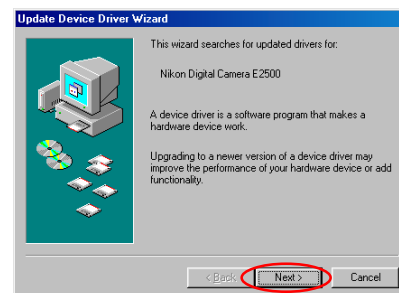 Update Device Driver Wizard
This wizard searches for updated drivers for:
Nikon Digital Camera E2500
A device driver is a software program that makes a
hardware device work.
Upgrading to a newer version of a device driver may
improve the performance of your hardware device or add
functionality.
< Back
Next >
Cancel